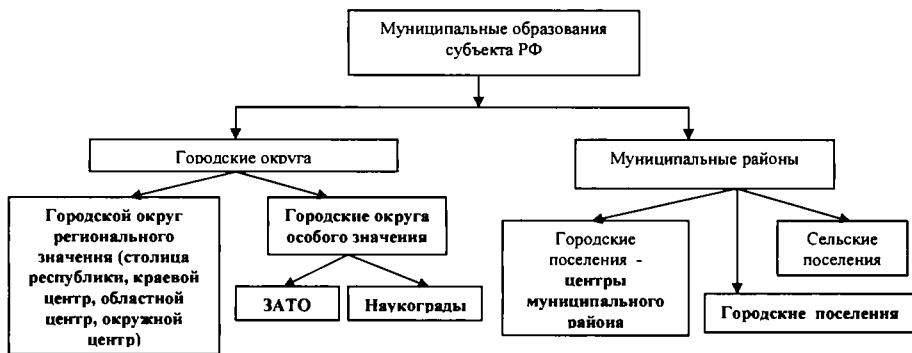 Муниципальные образования
субъекта РФ
Городские округа
Муниципальные районы
Городской округ
регионального
значения (столица
республики, краевой
центр, областной
центр, окружной
центр)
Городские округа
особого значения
ЗАТО
Наукограды
Городские
поселения -
центры
муниципального
района
Сельские
поселения
Городские поселения